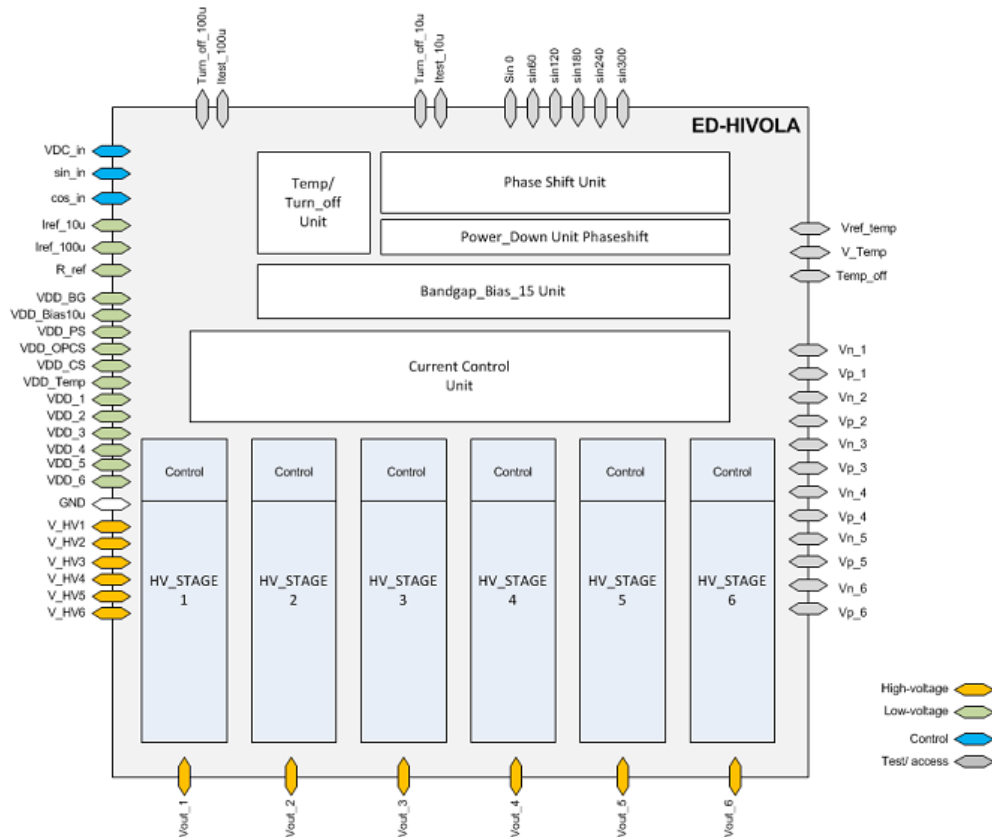 Turn_off_100u
Itest_100u
Turn_off_10u
Itest_10u
Sin 0
sin60
sin120
sin180
sin240
sin300
ED-HIVOLA
VDC_in
sin_in
cos_in
Iref_10u
Iref_100u
R_ref
VDD_BG
VDD_Bias10u
VDD_PS
VDD_OPCS
VDD_CS
VDD_Temp
VDD_1
VDD_2
VDD_3
VDD_4
VDD_5
VDD_6
GND
V_HV1
V_HV2
V_HV3
V_HV4
V_HV5
V_HV6
Temp/
Turn_off
Unit
Phase Shift Unit
Power_Down Unit Phaseshift
Bandgap_Bias_15 Unit
Current Control
Unit
Control
HV_STAGE
1
Control
HV_STAGE
2
Control
HV_STAGE
3
Control
HV_STAGE
4
Control
HV_STAGE
5
Control
HV_STAGE
6
Vref_temp
V_Temp
Temp_off
Vn_1
Vp_1
Vn_2
Vp_2
Vn_3
Vp_3
Vn_4
Vp_4
Vn_5
Vp_5
Vn_6
Vp_6
Vout_1
Vout_2
Vout_3
Vout_4
Vout_5
Vout_6
High-voltage
Low-voltage
Control
Test/ access